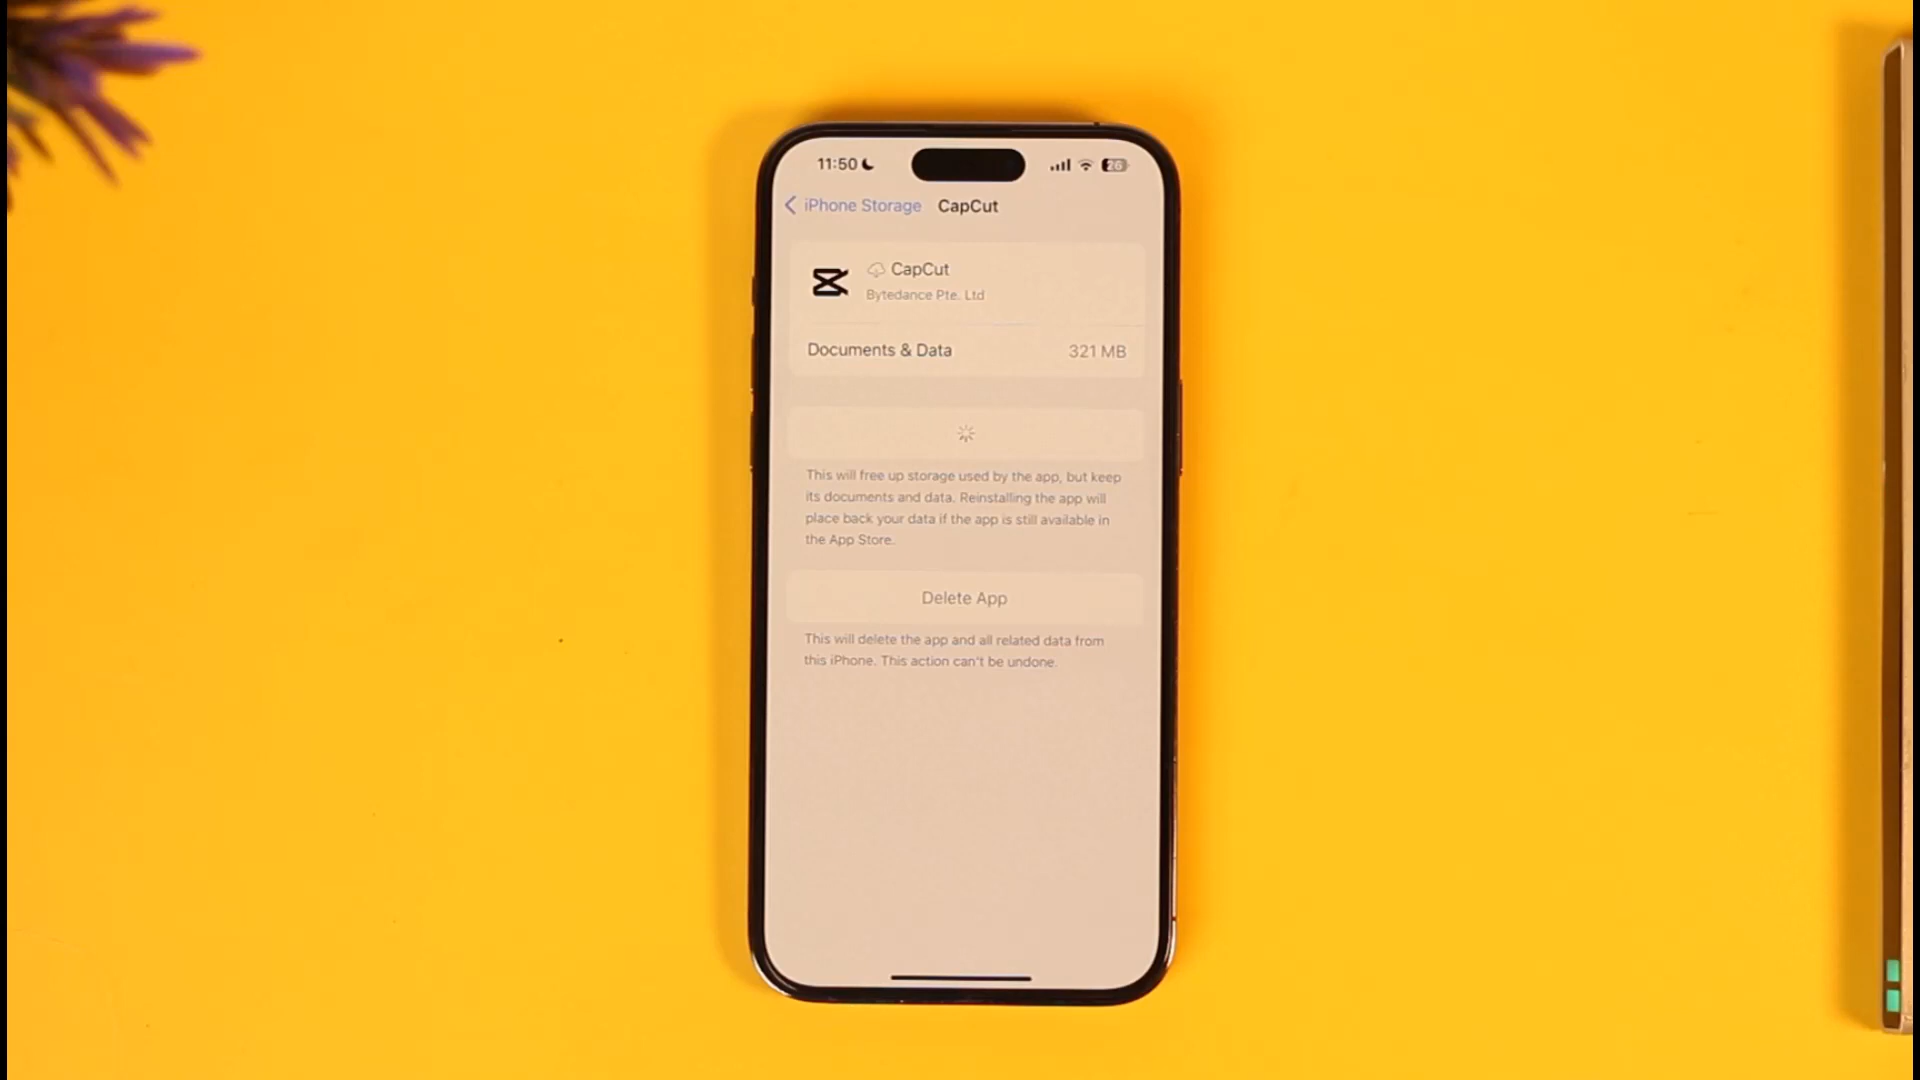 11:50
26
iPhone Storage CapCut
CapCut
Bytedance Pte. Ltd
Documents & Data 321 MB
This will free up storage used by the app, but keep
its documents and data. Reinstalling the app will
place back your data if the app is still available in
the App Store.
Delete App
This will delete the app and all related data from
this iPhone. This action can't be undone.